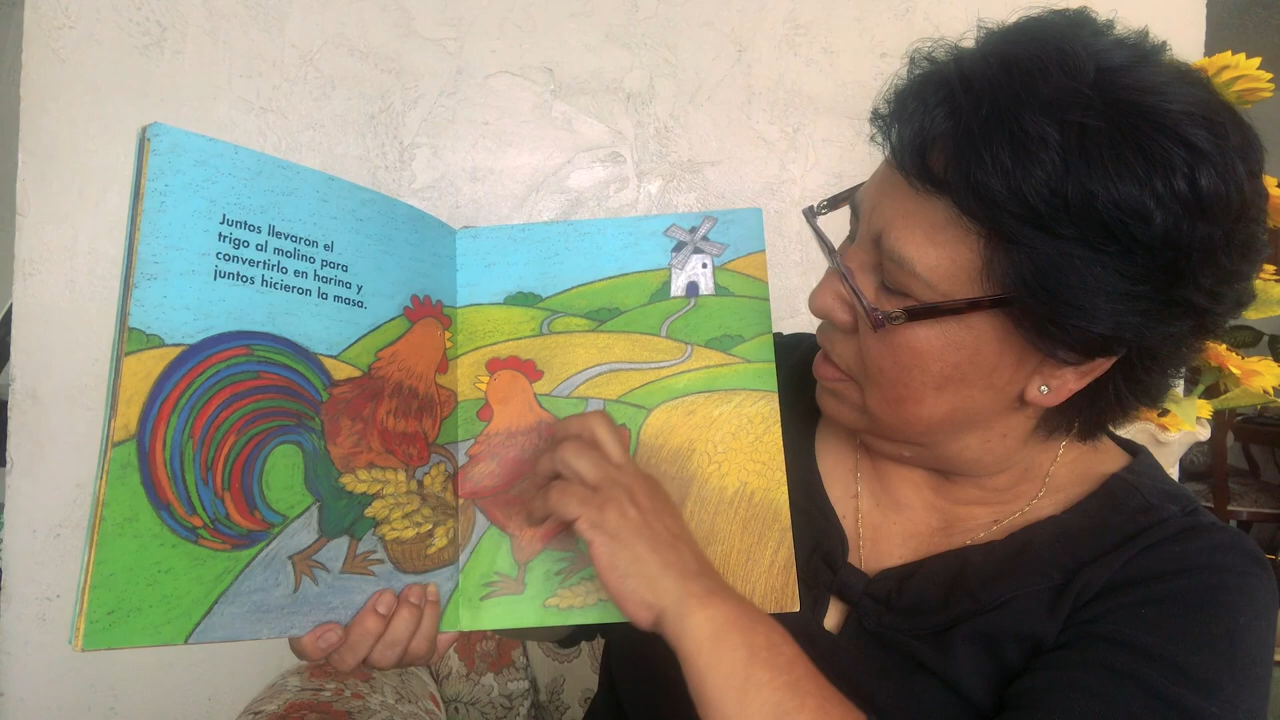 Juntos llevaron el
trigo al molino para
convertirlo en harina y
juntos hicieron la masa.